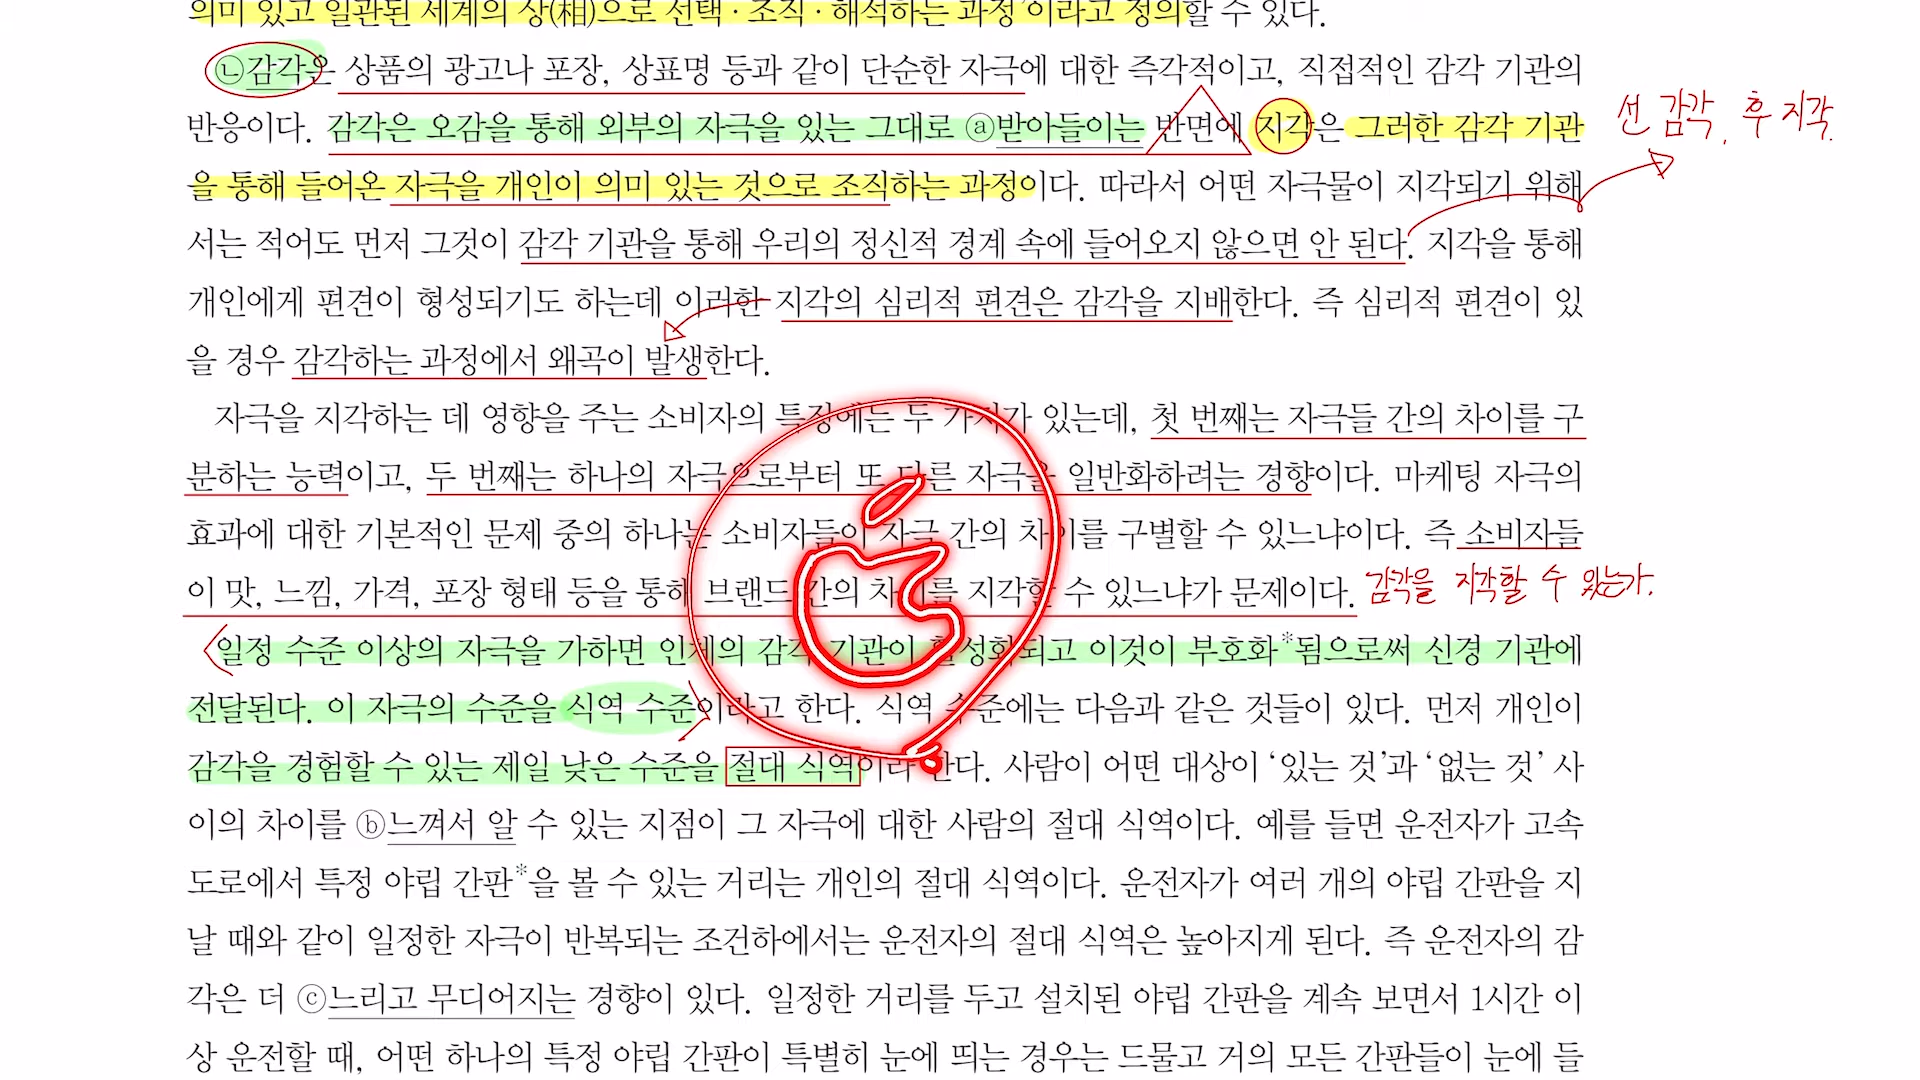 의미 있고 일관된 세계의 상(相)으로 선택·조직·해석하는 과정’이라고 정의할 수 있다.
㉡감각은 상품의 광고나 포장, 상표명 등과 같이 단순한 자극에 대한 즉각적이고, 직접적인 감각 기관의
반응이다. 감각은 오감을 통해 외부의 자극을 있는 그대로 ⓐ받아들이는 반면에 지각은 그러한 감각 기관
을 통해 들어온 자극을 개인이 의미 있는 것으로 조직하는 과정이다. 따라서 어떤 자극물이 지각되기 위해
서는 적어도 먼저 그것이 감각 기관을 통해 우리의 정신적 경계 속에 들어오지 않으면 안 된다. 지각을 통해
개인에게 편견이 형성되기도 하는데 이러한 지각의 심리적 편견은 감각을 지배한다. 즉 심리적 편견이 있
을 경우 감각하는 과정에서 왜곡이 발생한다.
선 감각, 후 지각.
자극을 지각하는 데 영향을 주는 소비자의 특징에는 두 가지가 있는데, 첫 번째는 자극들 간의 차이를 구
분하는 능력이고, 두 번째는 하나의 자극으로부터 또 다른 자극을 일반화하려는 경향이다. 마케팅 자극의
효과에 대한 기본적인 문제 중의 하나는 소비자들이 자극 간의 차이를 구별할 수 있느냐이다. 즉 소비자들
이 맛, 느낌, 가격, 포장 형태 등을 통해 브랜드 간의 차이를 지각할 수 있느냐가 문제이다.
감각을 지각할 수 있는가.
일정 수준 이상의 자극을 가하면 인체의 감각 기관이 활성화되고 이것이 부호화*됨으로써 신경 기관에
전달된다. 이 자극의 수준을 식역 수준이라고 한다. 식역 수준에는 다음과 같은 것들이 있다. 먼저 개인이
감각을 경험할 수 있는 제일 낮은 수준을 절대 식역이라 한다. 사람이 어떤 대상이 ‘있는 것’과 ‘없는 것’ 사
이의 차이를 ⓑ느껴서 알 수 있는 지점이 그 자극에 대한 사람의 절대 식역이다. 예를 들면 운전자가 고속
도로에서 특정 야립 간판*을 볼 수 있는 거리는 개인의 절대 식역이다. 운전자가 여러 개의 야립 간판을 지
날 때와 같이 일정한 자극이 반복되는 조건하에서는 운전자의 절대 식역은 높아지게 된다. 즉 운전자의 감
각은 더 ⓒ느리고 무디어지는 경향이 있다. 일정한 거리를 두고 설치된 야립 간판을 계속 보면서 1시간 이
상 운전할 때, 어떤 하나의 특정 야립 간판이 특별히 눈에 띄는 경우는 드물고 거의 모든 간판들이 눈에 들